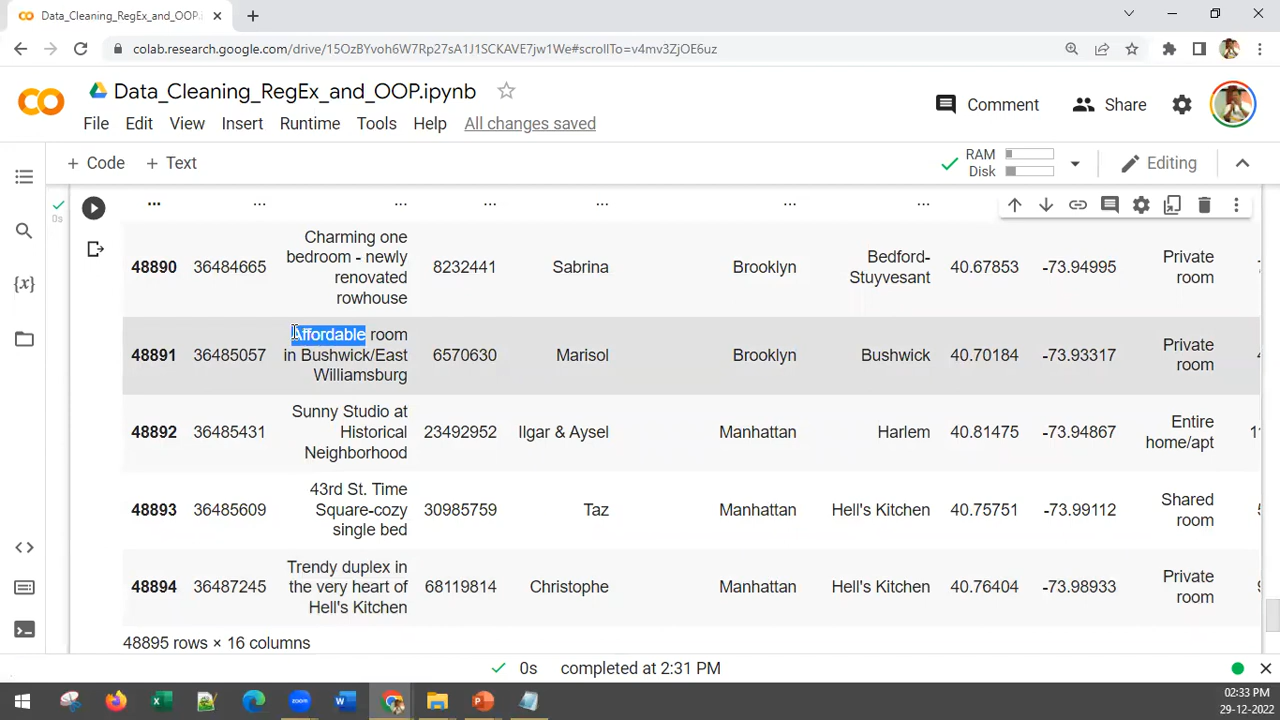 Data_Cleaning_RegEx_and_OOP.i
colab.research.google.com/drive/15OzBYvoh6W7Rp27sA1J1SCKAVE7jw1We#scrollTo=v4mv3ZjOE6uz
Data_Cleaning_RegEx_and_OOP.ipynb
Comment
Share
File Edit View Insert Runtime Tools Help All changes saved
+ Code + Text
RAM
Disk
Editing
0s
... ... ... ... ... ... ...
48890 36484665 Charming one bedroom - newly renovated rowhouse 8232441 Sabrina Brooklyn Bedford-Stuyvesant 40.67853 -73.94995 Private room
48891 36485057 Affordable room in Bushwick/East Williamsburg 6570630 Marisol Brooklyn Bushwick 40.70184 -73.93317 Private room
48892 36485431 Sunny Studio at Historical Neighborhood 23492952 Ilgar & Aysel Manhattan Harlem 40.81475 -73.94867 Entire home/apt
48893 36485609 43rd St. Time Square-cozy single bed 30985759 Taz Manhattan Hell's Kitchen 40.75751 -73.99112 Shared room
48894 36487245 Trendy duplex in the very heart of Hell's Kitchen 68119814 Christophe Manhattan Hell's Kitchen 40.76404 -73.98933 Private room
48895 rows × 16 columns
0s completed at 2:31 PM
zoom
02:33 PM
29-12-2022